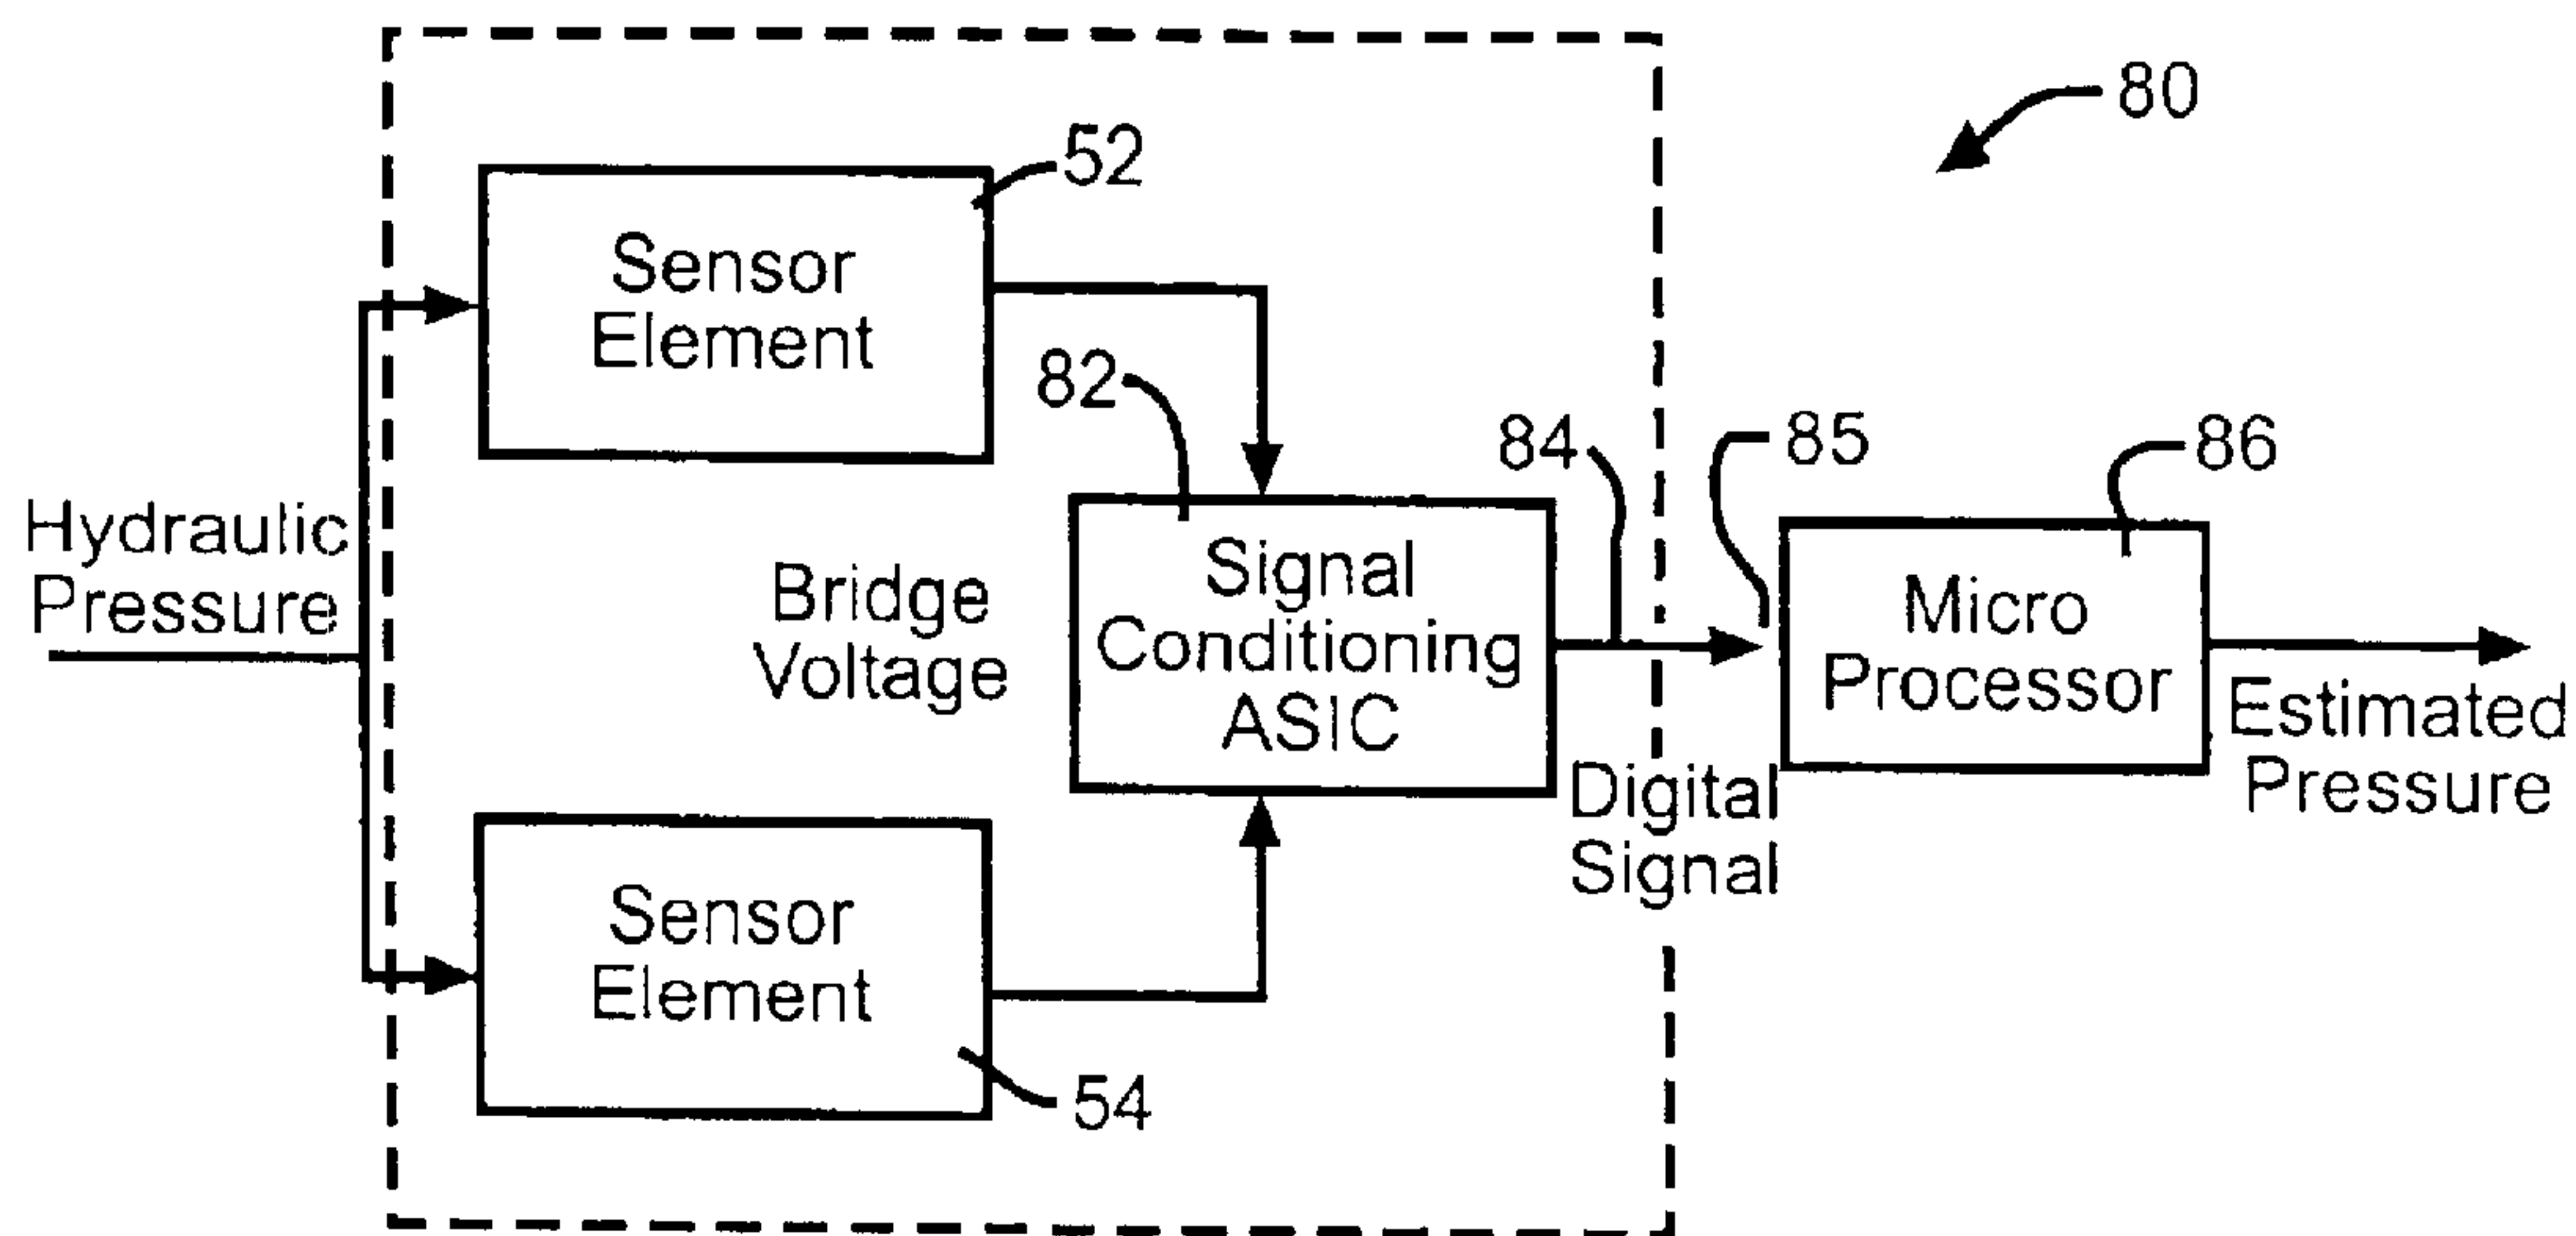 80
52
Sensor
Element
82
84
85
86
Hydraulic
Pressure
Bridge
Voltage
Signal
Conditioning
ASIC
Micro
Processor
Estimated
Pressure
Digital
Signal
Sensor
Element
54